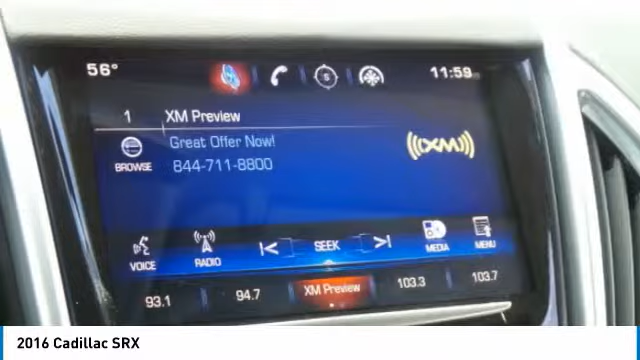 56°
11:59
S
1 XM Preview
Great Offer Now!
BROWSE
844-711-8800
((XM))
VOICE
RADIO
SEEK
MEDIA
MENU
93.1 94.7 XM Preview 103.3 103.7
2016 Cadillac SRX